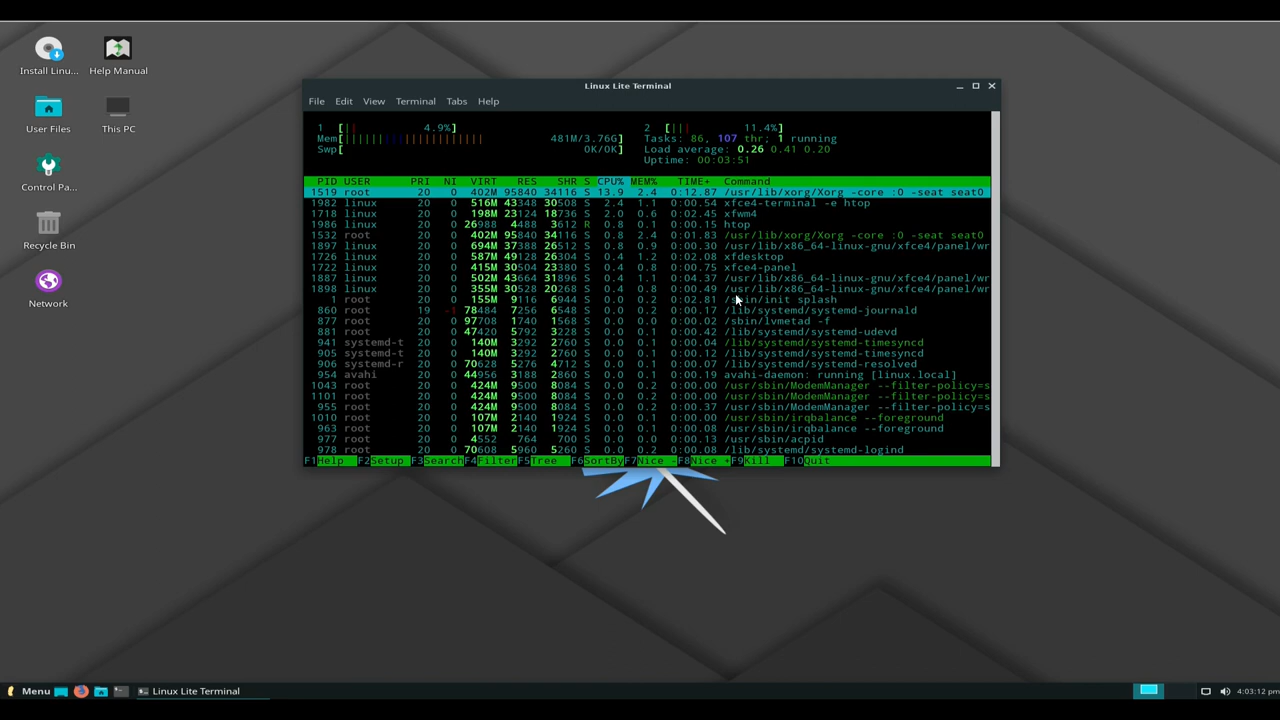 Install Linu...
Help Manual
User Files
This PC
Control Pa...
Recycle Bin
Network
Linux Lite Terminal
File Edit View Terminal Tabs Help
1 [|| 4.9%] 2 [||| 11.4%]
Mem[|||||||||||||||||||||||||| 481M/3.76G] Tasks: 86, 107 thr; 1 running
Swp[ 0K/0K] Load average: 0.26 0.41 0.20
Uptime: 00:03:51
PID USER PRI NI VIRT RES SHR S CPU% MEM% TIME+ Command
1519 root 0 402M 95840 34116 S 13.9 2.4 0:12.87 /usr/lib/xorg/Xorg -core :0 -seat seat0
1982 linux 20 0 516M 43348 30508 S 2.4 1.1 0:00.54 xfce4-terminal -e htop
1718 linux 20 0 198M 23124 18736 S 2.0 0.6 0:02.45 xfwm4
1986 linux 20 0 26988 4488 3612 R 0.8 0.1 0:00.15 htop
1532 root 20 0 402M 95840 34116 S 0.8 2.4 0:01.83 /usr/lib/xorg/Xorg -core :0 -seat seat0
1897 linux 20 0 694M 37388 26512 S 0.8 0.9 0:00.30 /usr/lib/x86_64-linux-gnu/xfce4/panel/wr
1726 linux 20 0 587M 49128 26304 S 0.4 1.2 0:02.08 xfdesktop
1722 linux 20 0 415M 30504 23380 S 0.4 0.8 0:00.75 xfce4-panel
1887 linux 20 0 502M 43664 31896 S 0.4 1.1 0:04.37 /usr/lib/x86_64-linux-gnu/xfce4/panel/wr
1898 linux 20 0 355M 30528 20268 S 0.4 0.8 0:00.49 /usr/lib/x86_64-linux-gnu/xfce4/panel/wr
1 root 20 0 155M 9116 6944 S 0.0 0.2 0:02.81 /sbin/init splash
860 root 19 -1 78484 7256 6548 S 0.0 0.2 0:00.17 /lib/systemd/systemd-journald
877 root 20 0 97708 1740 1568 S 0.0 0.0 0:00.02 /sbin/lvmetad -f
881 root 20 0 47420 5792 3228 S 0.0 0.1 0:00.42 /lib/systemd/systemd-udevd
941 systemd-t 20 0 140M 3292 2760 S 0.0 0.1 0:00.04 /lib/systemd/systemd-timesyncd
905 systemd-t 20 0 140M 3292 2760 S 0.0 0.1 0:00.12 /lib/systemd/systemd-timesyncd
906 systemd-r 20 0 70628 5276 4712 S 0.0 0.1 0:00.07 /lib/systemd/systemd-resolved
954 avahi 20 0 44956 3188 2860 S 0.0 0.1 0:00.19 avahi-daemon: running [linux.local]
1043 root 20 0 424M 9500 8084 S 0.0 0.2 0:00.00 /usr/sbin/ModemManager --filter-policy=s
1101 root 20 0 424M 9500 8084 S 0.0 0.2 0:00.00 /usr/sbin/ModemManager --filter-policy=s
955 root 20 0 424M 9500 8084 S 0.0 0.2 0:00.37 /usr/sbin/ModemManager --filter-policy=s
1010 root 20 0 107M 2140 1924 S 0.0 0.1 0:00.00 /usr/sbin/irqbalance --foreground
963 root 20 0 107M 2140 1924 S 0.0 0.1 0:00.08 /usr/sbin/irqbalance --foreground
977 root 20 0 4552 764 700 S 0.0 0.0 0:00.13 /usr/sbin/acpid
978 root 20 0 70608 5960 5260 S 0.0 0.1 0:00.08 /lib/systemd/systemd-logind
F1Help F2Setup F3SearchF4FilterF5Tree F6SortByF7Nice -F8Nice +F9Kill F10Quit
Menu
Linux Lite Terminal
4:03:12 pm